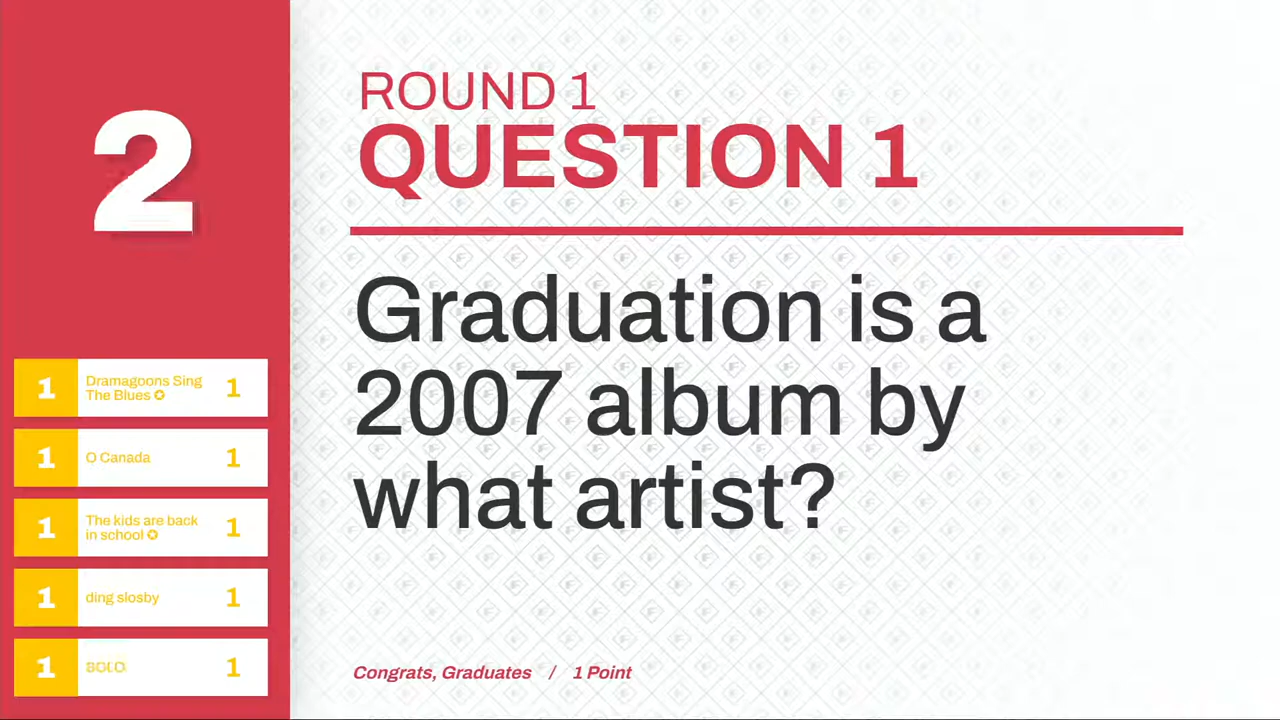 2
1 Dramagoons Sing 1
The Blues ✪
1 O Canada 1
1 The kids are back 1
in school ✪
1 ding slosby 1
1 SOLO 1
ROUND 1
QUESTION 1
Graduation is a
2007 album by
what artist?
Congrats, Graduates / 1 Point